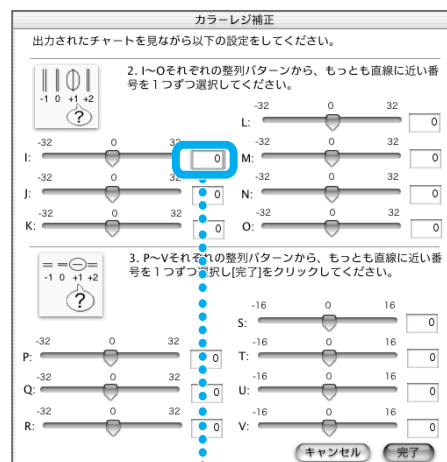 カラーレジ補正
出力されたチャートを見ながら以下の設定をしてください。
-1 0 +1 +2
?
2. I〜Oそれぞれの整列パターンから、もっとも直線に近い番
号を1つずつ選択してください。
-32 0 32
L: 0
-32 0 32 -32 0 32
I: 0 M: 0
-32 0 32 -32 0 32
J: 0 N: 0
-32 0 32 -32 0 32
K: 0 O: 0
-1 0 +1 +2
?
3. P〜Vそれぞれの整列パターンから、もっとも直線に近い番
号を1つずつ選択し[完了]をクリックしてください。
-16 0 16
S: 0
-32 0 32 -16 0 16
P: 0 T: 0
-32 0 32 -16 0 16
Q: 0 U: 0
-32 0 32 -16 0 16
R: 0 V: 0
キャンセル 完了